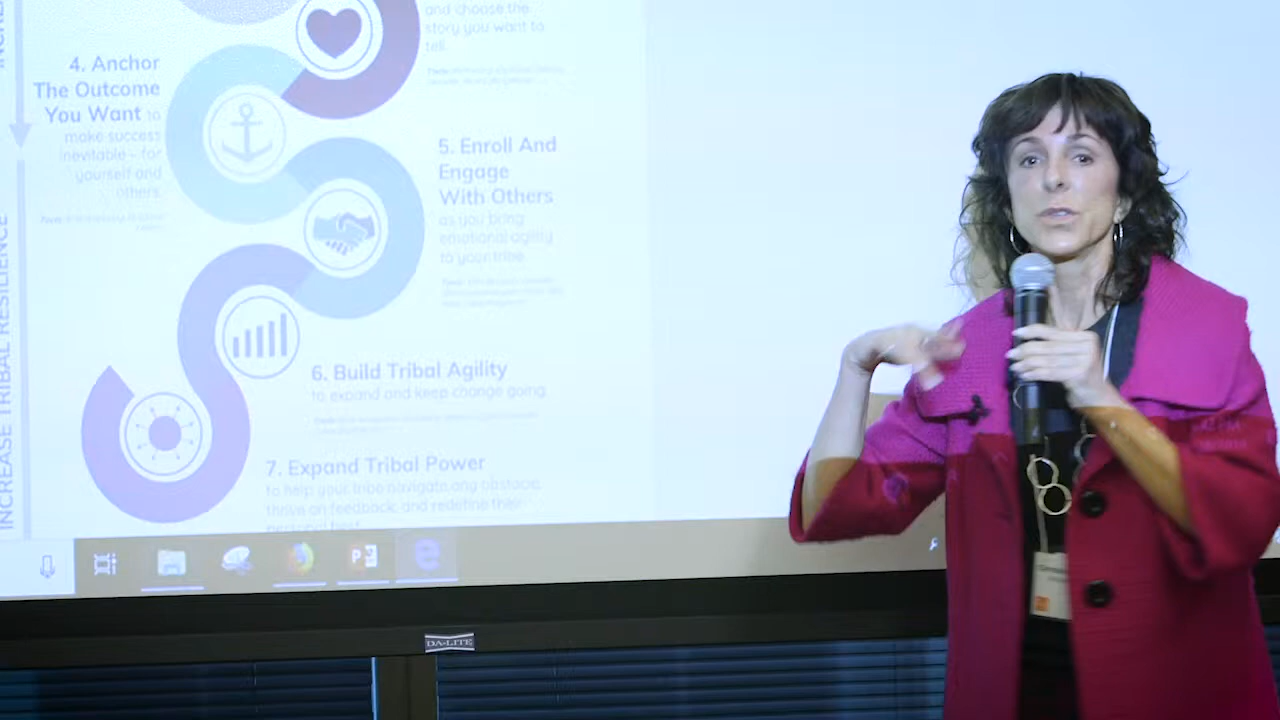 and choose the
story you want to
tell.
4. Anchor
The Outcome
You Want to
make success
inevitable – for
yourself and
others.
5. Enroll And
Engage
With Others
as you bring
emotional agility
to your tribe.
6. Build Tribal Agility
to expand and keep change going.
7. Expand Tribal Power
to help your tribe navigate any obstacle,
thrive on feedback, and redefine their
personal best.
INCREASE TRIBAL RESILIENCE
DA-LITE